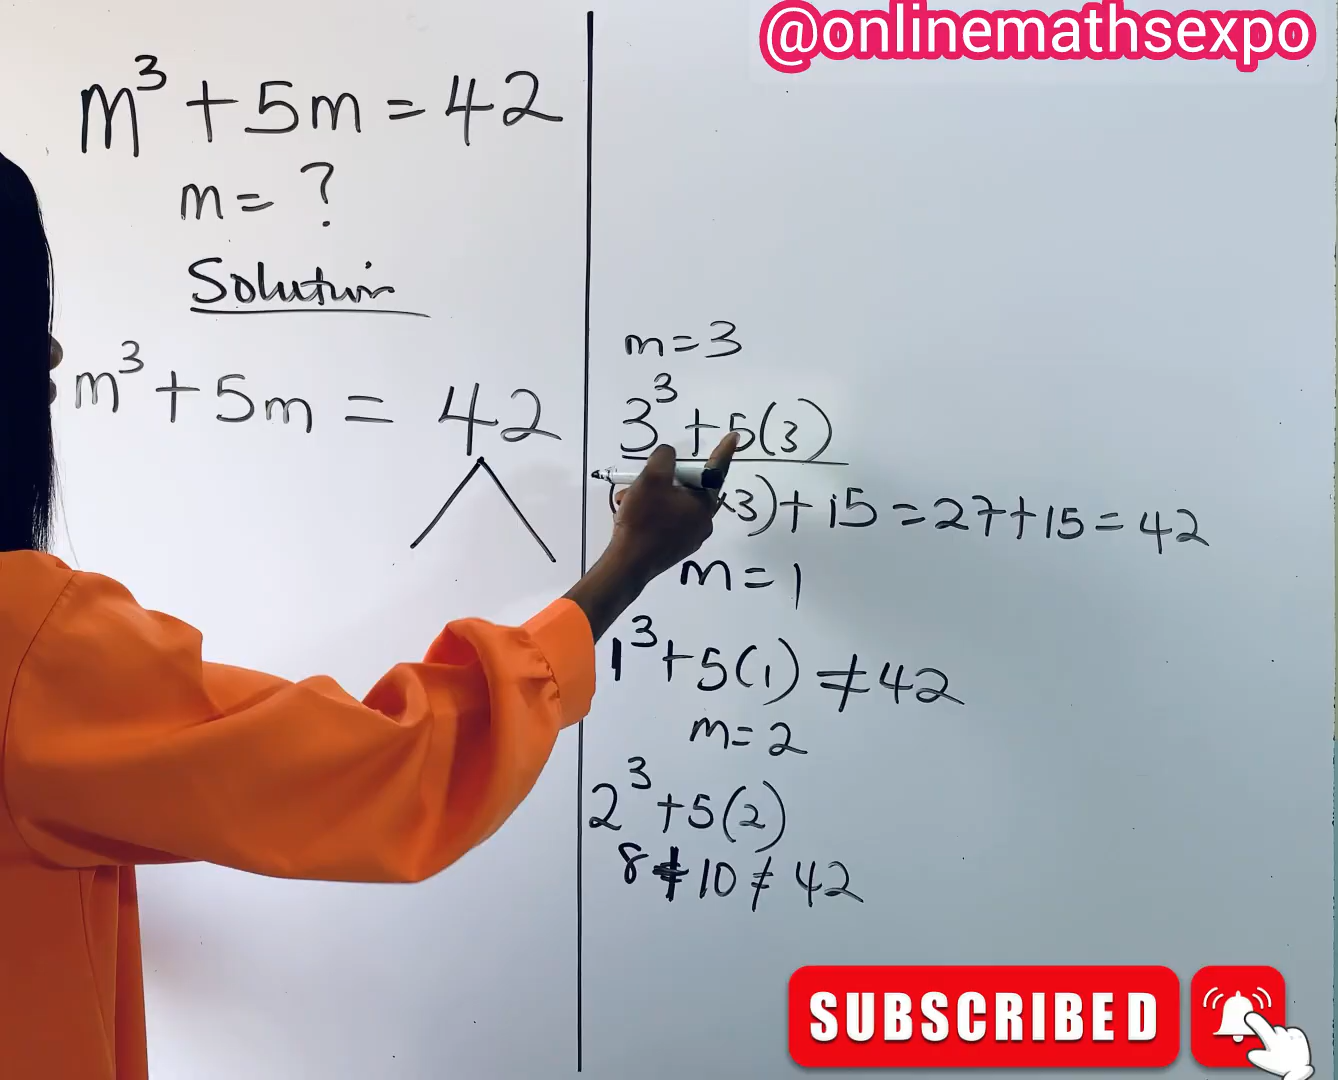 @onlinemathsexpo
m³ + 5m = 42
m = ?
Solution
m³ + 5m = 42
m = 3
3³ + 5(3)
×3) + 15 = 27 + 15 = 42
m = 1
1³ + 5(1) ≠ 42
m = 2
2³ + 5(2)
8 + 10 ≠ 42
SUBSCRIBED